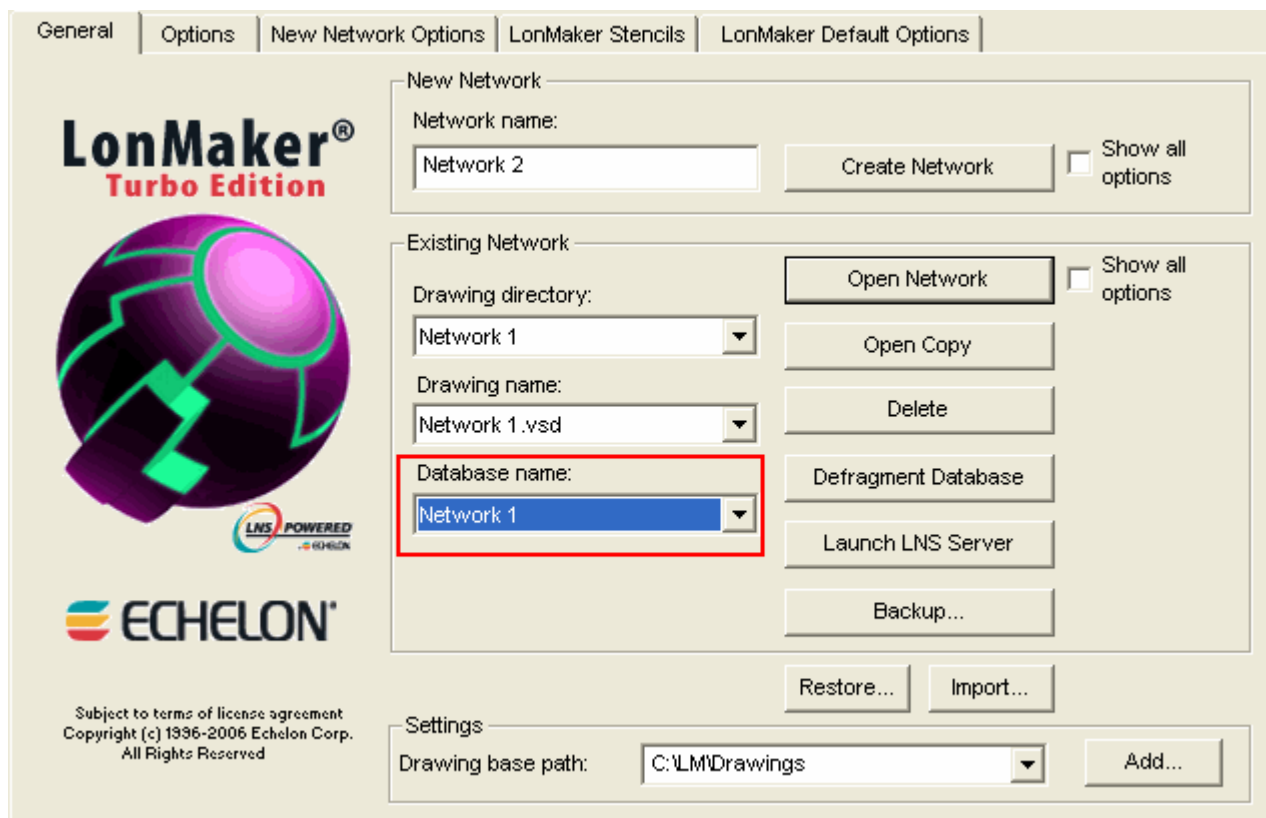 General
Options
New Network Options
LonMaker Stencils
LonMaker Default Options
LonMaker®
Turbo Edition
LNS POWERED
BY ECHELON
ECHELON®
Subject to terms of license agreement
Copyright (c) 1996-2006 Echelon Corp.
All Rights Reserved
New Network
Network name:
Network 2
Create Network
Show all
options
Existing Network
Drawing directory:
Network 1
Drawing name:
Network 1.vsd
Database name:
Network 1
Open Network
Show all
options
Open Copy
Delete
Defragment Database
Launch LNS Server
Backup...
Restore...
Import...
Settings
Drawing base path:
C:\LM\Drawings
Add...